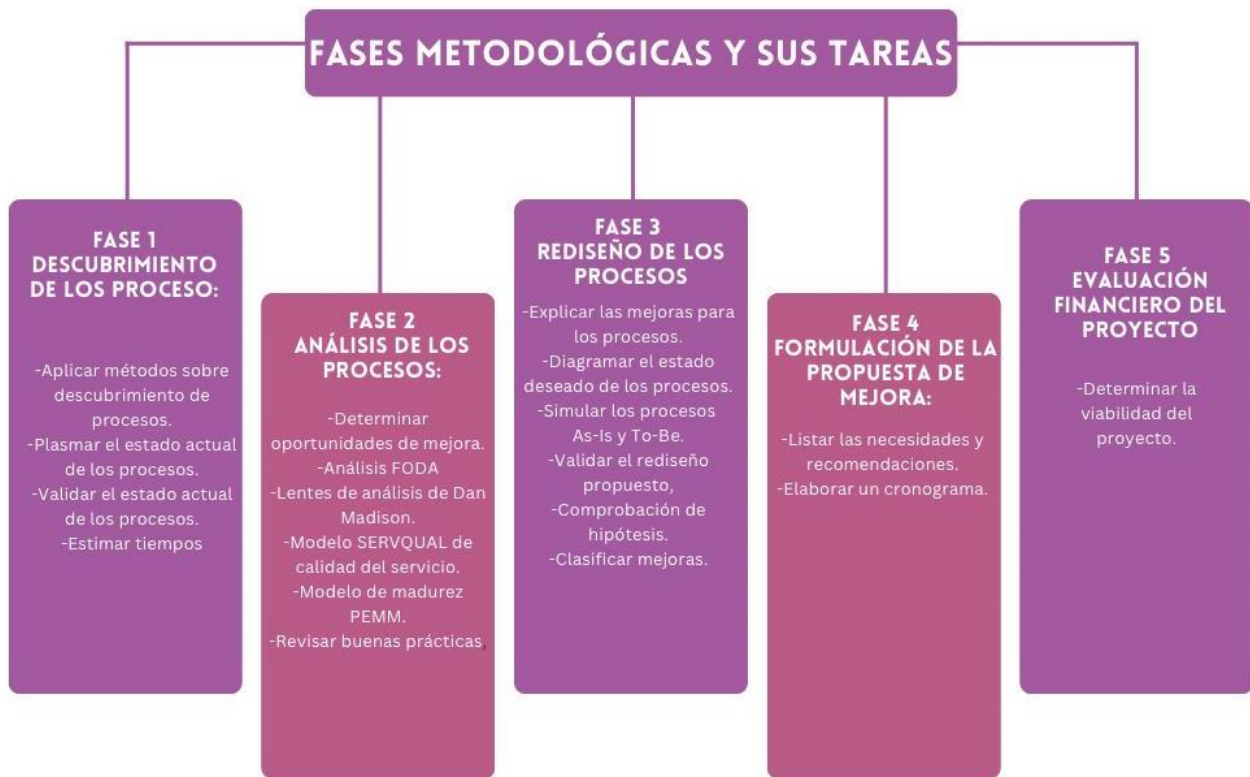 FASES METODOLÓGICAS Y SUS TAREAS
FASE 1
DESCUBRIMIENTO
DE LOS PROCESO:
-Aplicar métodos sobre
descubrimiento de
procesos.
-Plasmar el estado actual
de los procesos.
-Validar el estado actual
de los procesos.
-Estimar tiempos
FASE 2
ANÁLISIS DE LOS
PROCESOS:
-Determinar
oportunidades de mejora.
-Análisis FODA
-Lentes de análisis de Dan
Madison.
-Modelo SERVQUAL de
calidad del servicio.
-Modelo de madurez
PEMM.
-Revisar buenas prácticas,
FASE 3
REDISEÑO DE LOS
PROCESOS
-Explicar las mejoras para
los procesos.
-Diagramar el estado
deseado de los procesos.
-Simular los procesos
As-Is y To-Be.
-Validar el rediseño
propuesto,
-Comprobación de
hipótesis.
-Clasificar mejoras.
FASE 4
FORMULACIÓN DE LA
PROPUESTA DE
MEJORA:
-Listar las necesidades y
recomendaciones.
-Elaborar un cronograma.
FASE 5
EVALUACIÓN
FINANCIERO DEL
PROYECTO
-Determinar la
viabilidad del
proyecto.